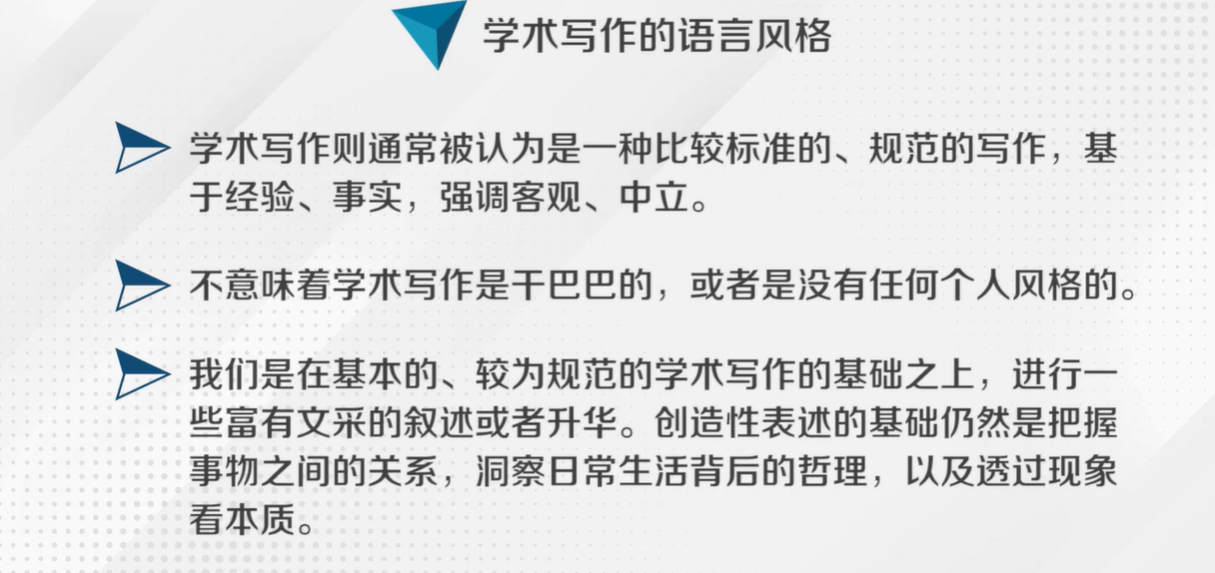 学术写作的语言风格
学术写作则通常被认为是一种比较标准的、规范的写作，基
于经验、事实，强调客观、中立。
不意味着学术写作是干巴巴的，或者是没有任何个人风格的。
我们是在基本的、较为规范的学术写作的基础之上，进行一
些富有文采的叙述或者升华。创造性表述的基础仍然是把握
事物之间的关系，洞察日常生活背后的哲理，以及透过现象
看本质。